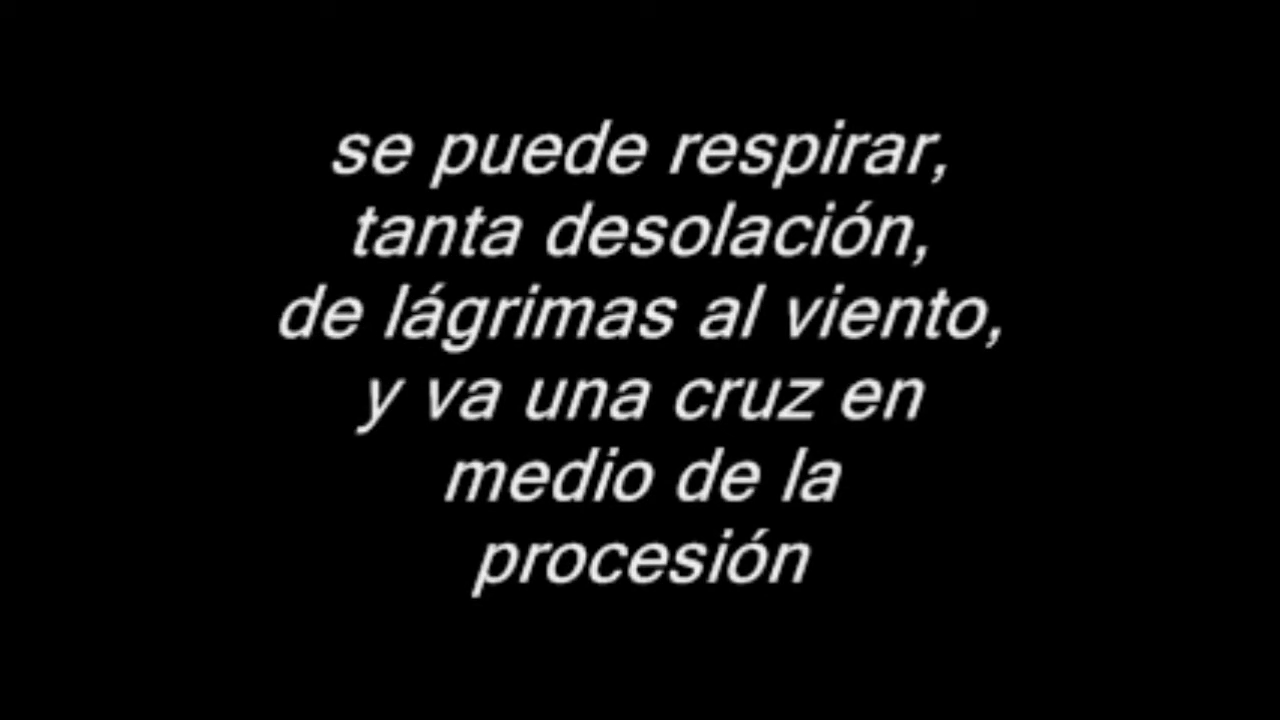 se puede respirar,
tanta desolación,
de lágrimas al viento,
y va una cruz en
medio de la
procesión